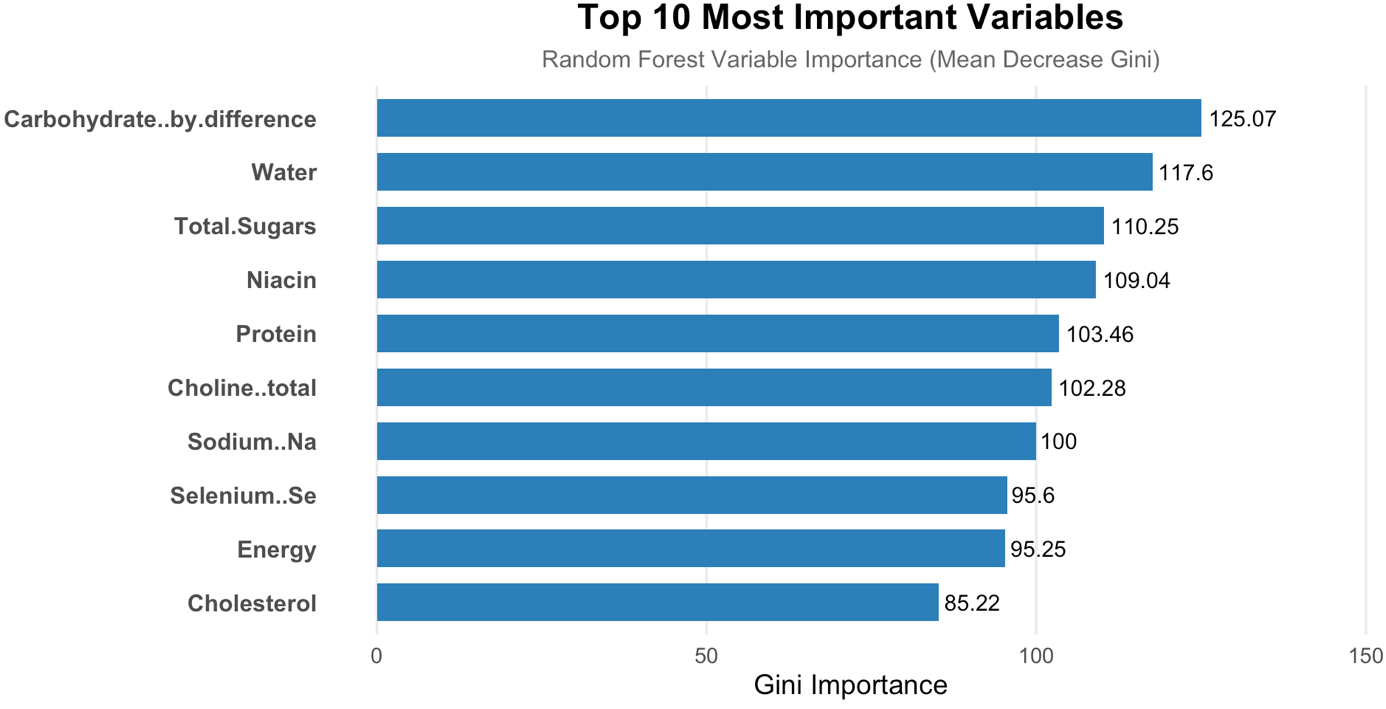 Top 10 Most Important Variables
Random Forest Variable Importance (Mean Decrease Gini)
Carbohydrate..by.difference 125.07
Water 117.6
Total.Sugars 110.25
Niacin 109.04
Protein 103.46
Choline..total 102.28
Sodium..Na 100
Selenium..Se 95.6
Energy 95.25
Cholesterol 85.22
0 50 100 150
Gini Importance